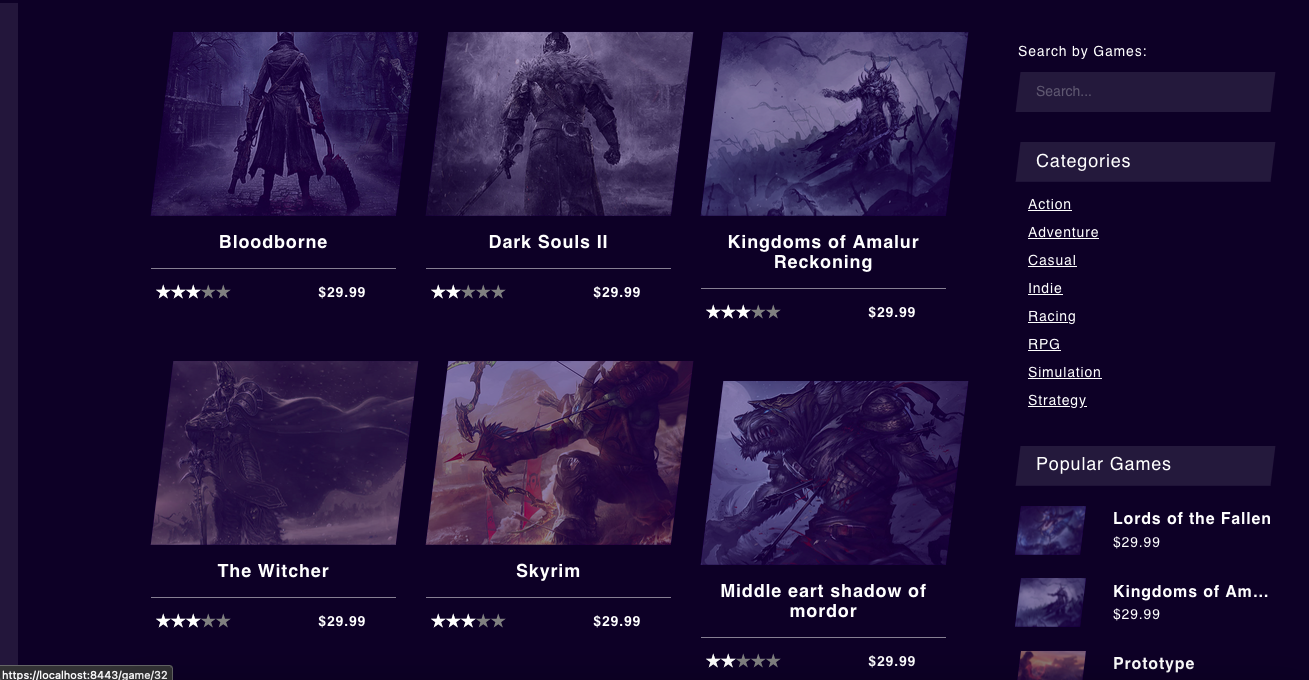 Bloodborne
$29.99
Dark Souls II
$29.99
Kingdoms of Amalur
Reckoning
$29.99
The Witcher
$29.99
Skyrim
$29.99
Middle eart shadow of
mordor
$29.99
Search by Games:
Search...
Categories
Action
Adventure
Casual
Indie
Racing
RPG
Simulation
Strategy
Popular Games
Lords of the Fallen
$29.99
Kingdoms of Am...
$29.99
Prototype
https://localhost:8443/game/32